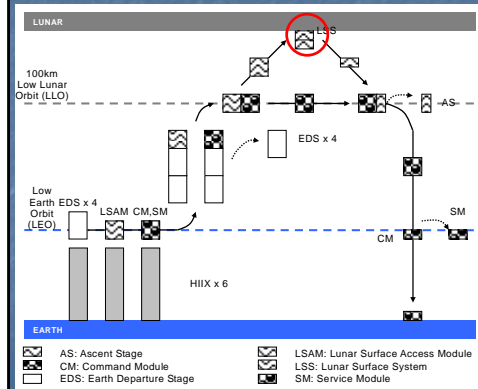 LUNAR
LSS
100km
Low Lunar
Orbit (LLO)
AS
EDS x 4
Low
Earth
Orbit
(LEO)
EDS x 4
LSAM
CM,SM
SM
CM
HIIX x 6
EARTH
AS: Ascent Stage
CM: Command Module
EDS: Earth Departure Stage
LSAM: Lunar Surface Access Module
LSS: Lunar Surface System
SM: Service Module